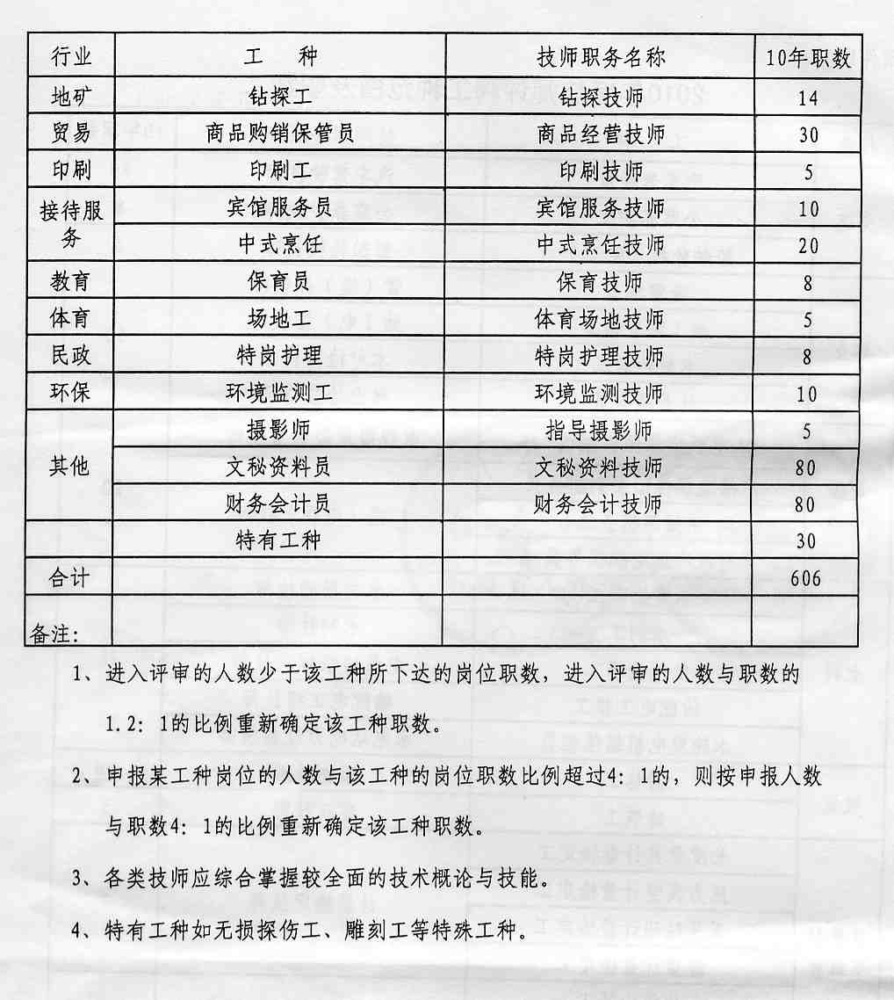 行业 工 种 技师职务名称 10年职数
地矿 钻探工 钻探技师 14
贸易 商品购销保管员 商品经营技师 30
印刷 印刷工 印刷技师 5
接待服务 宾馆服务员 宾馆服务技师 10
中式烹饪 中式烹饪技师 20
教育 保育员 保育技师 8
体育 场地工 体育场地技师 5
民政 特岗护理 特岗护理技师 8
环保 环境监测工 环境监测技师 10
其他 摄影师 指导摄影师 5
文秘资料员 文秘资料技师 80
财务会计员 财务会计技师 80
特有工种 30
合计 606
备注:
1、进入评审的人数少于该工种所下达的岗位职数，进入评审的人数与职数的
1.2：1的比例重新确定该工种职数。
2、申报某工种岗位的人数与该工种的岗位职数比例超过4：1的，则按申报人数
与职数4：1的比例重新确定该工种职数。
3、各类技师应综合掌握较全面的技术概论与技能。
4、特有工种如无损探伤工、雕刻工等特殊工种。